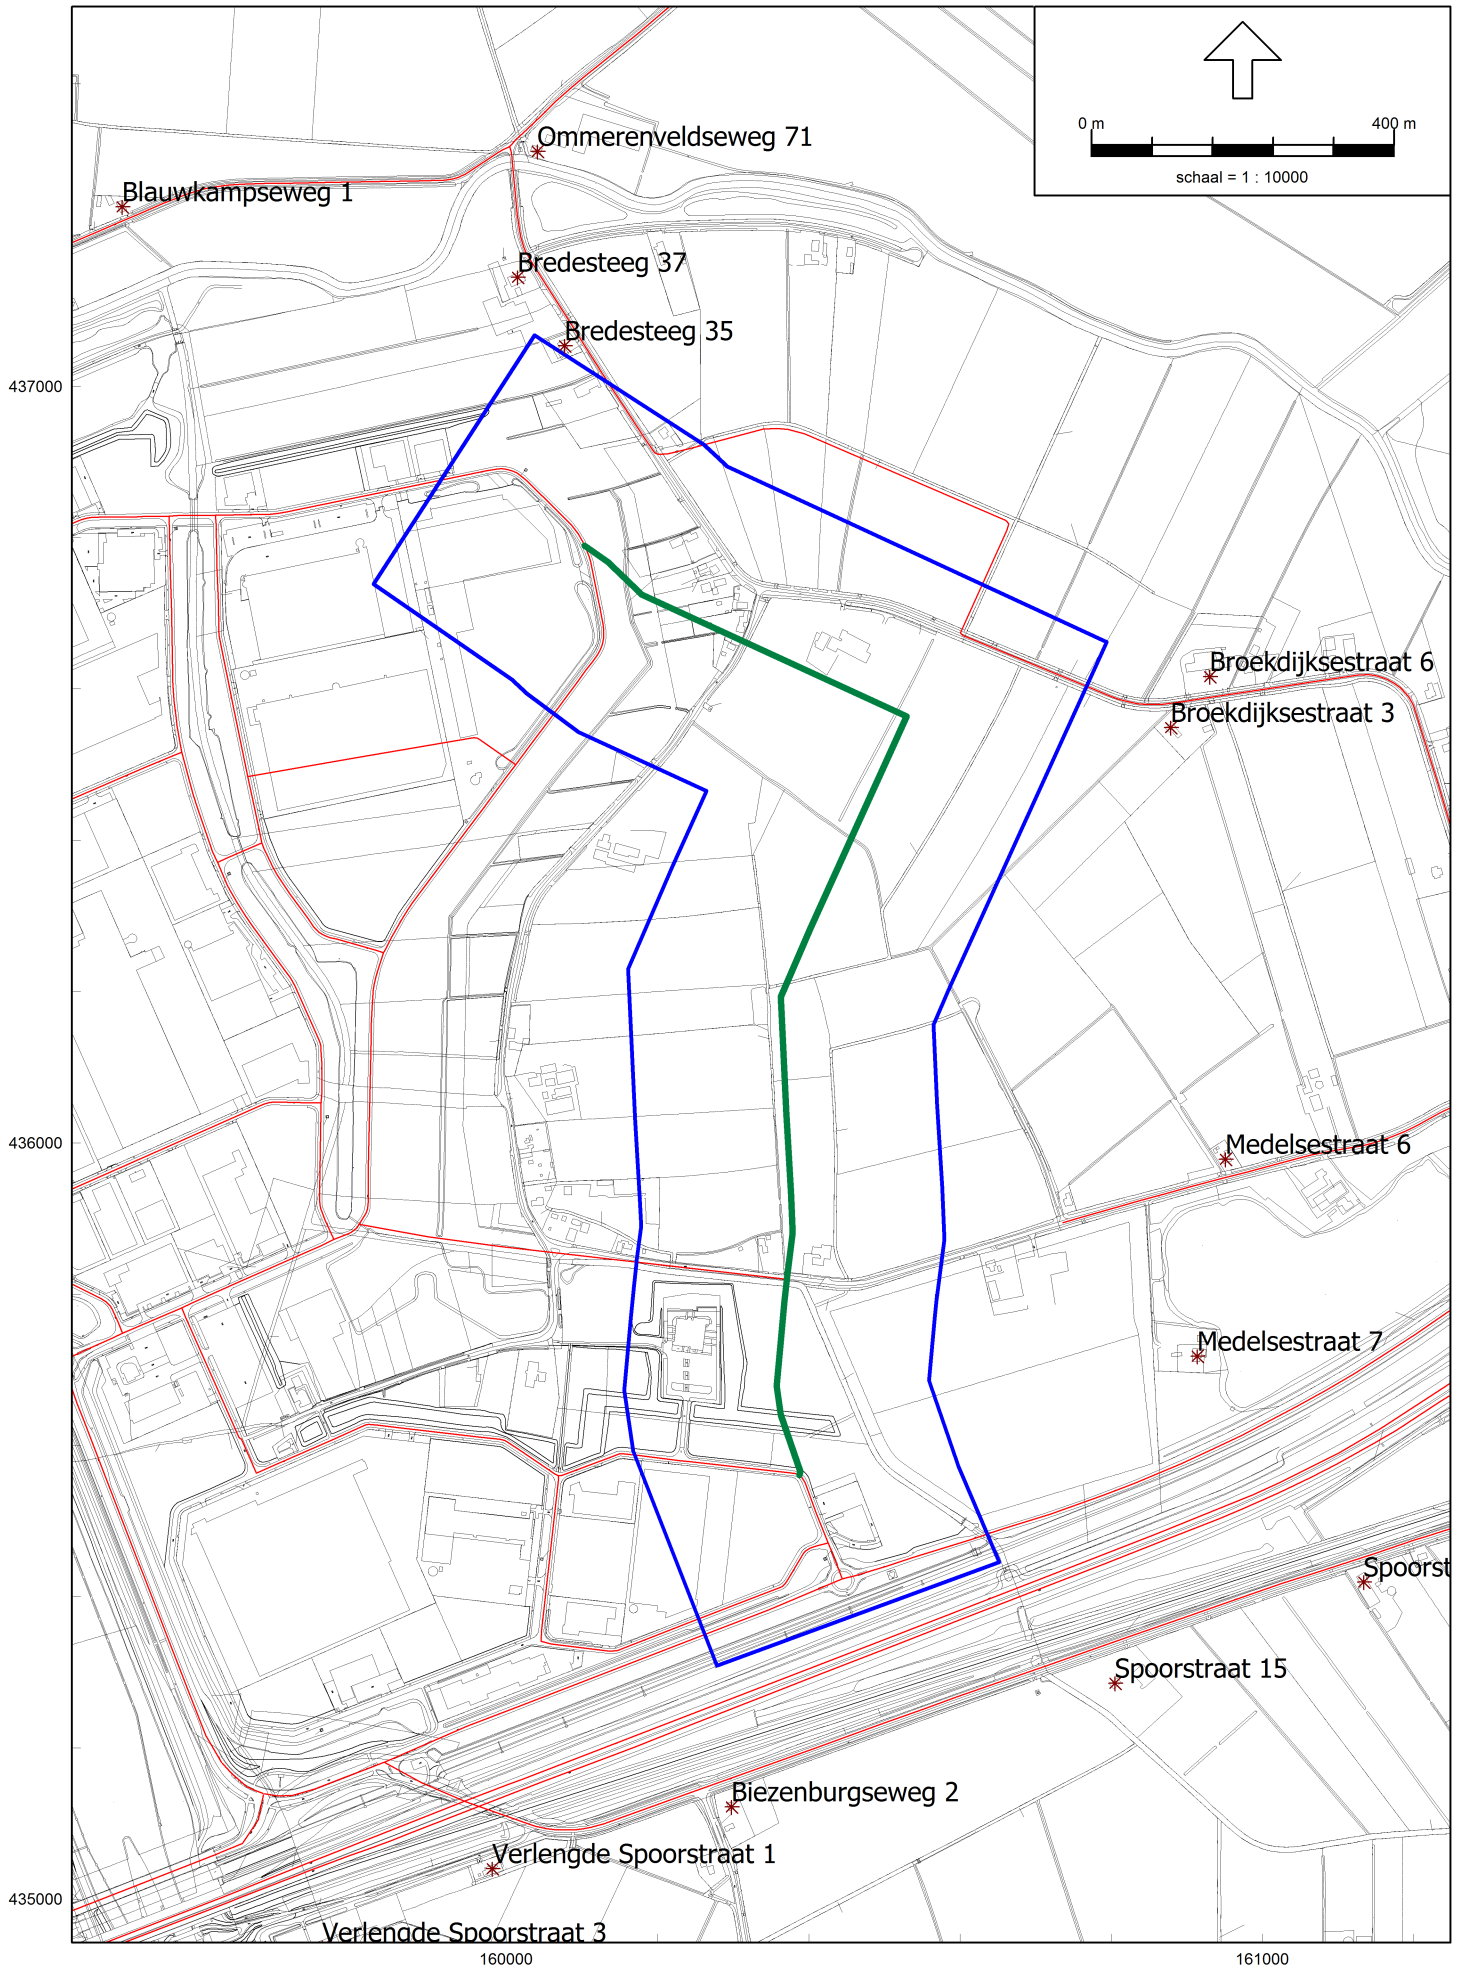 0 m
400 m
schaal = 1 : 10000
Ommerenveldseweg 71
Blauwkampseweg 1
Bredesteeg 37
Bredesteeg 35
437000
Broekdijksestraat 6
Broekdijksestraat 3
436000
Medelsestraat 6
Medelsestraat 7
Spoorst
Spoorstraat 15
Biezenburgseweg 2
Verlengde Spoorstraat 1
435000
Verlengde Spoorstraat 3
160000
161000